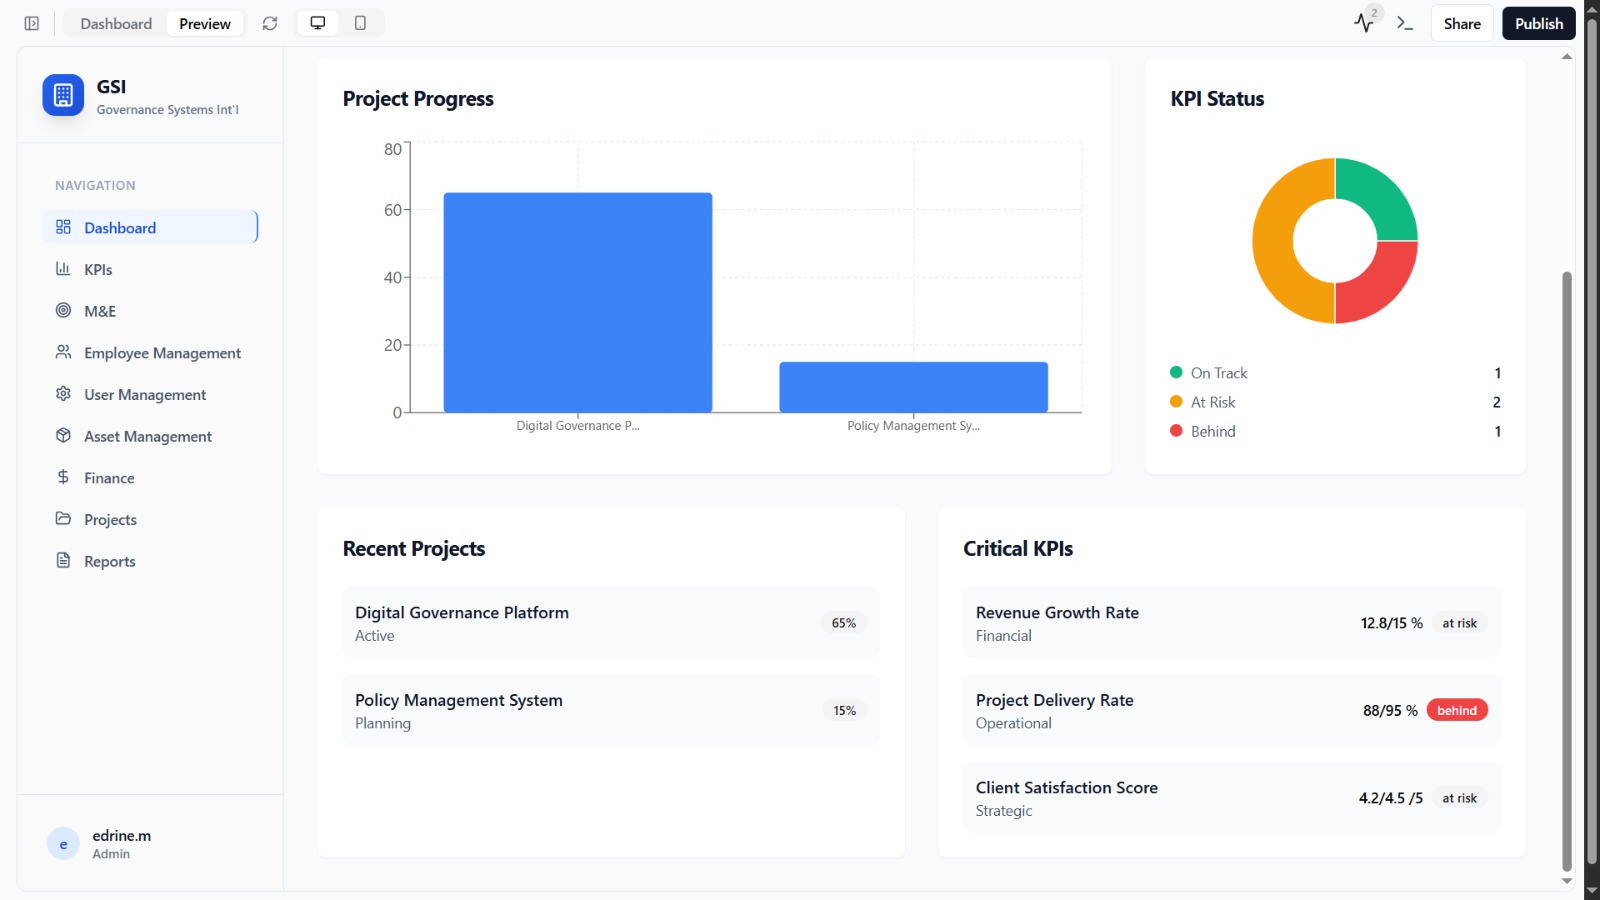 Dashboard
Preview
2
Share
Publish
GSI
Governance Systems Int'l
NAVIGATION
Dashboard
KPIs
M&E
Employee Management
User Management
Asset Management
Finance
Projects
Reports
edrine.m
e
Admin
Project Progress
80
60
40
20
0
Digital Governance P...
Policy Management Sy...
KPI Status
On Track 1
At Risk 2
Behind 1
Recent Projects
Digital Governance Platform
Active
65%
Policy Management System
Planning
15%
Critical KPIs
Revenue Growth Rate
Financial
12.8/15 % at risk
Project Delivery Rate
Operational
88/95 % behind
Client Satisfaction Score
Strategic
4.2/4.5 /5 at risk